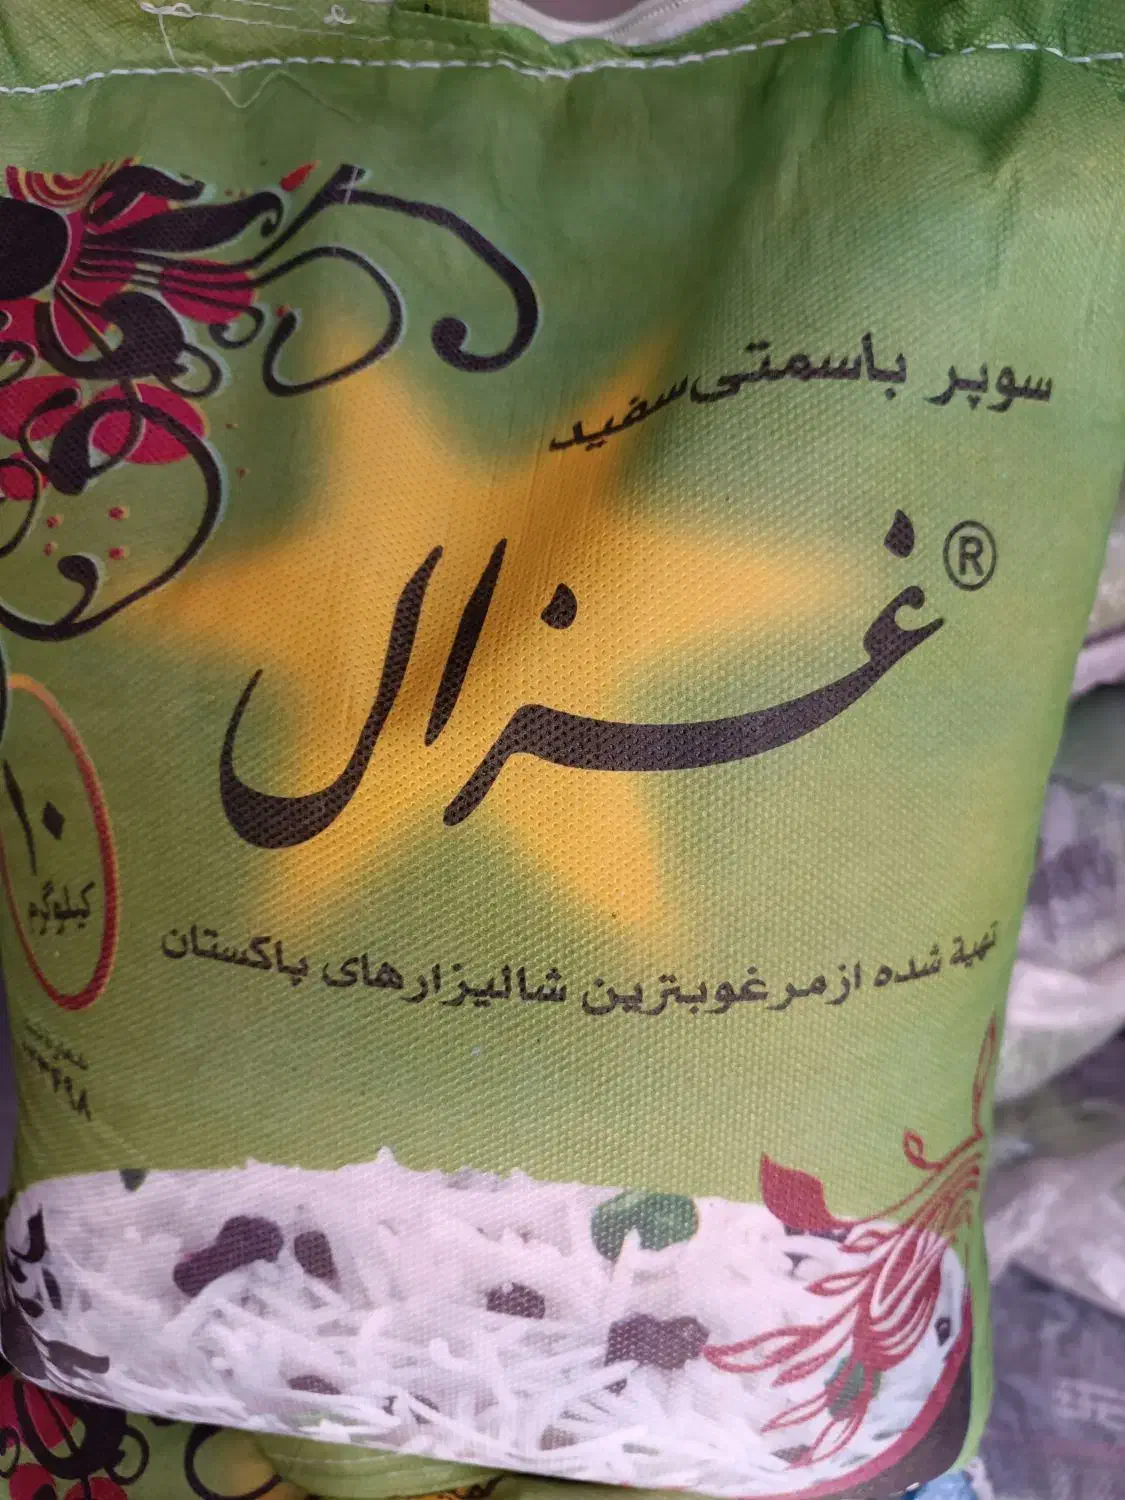 سوپر باسمتی سفید
غزال ®
۱۰
کیلوگرم
تهیة شده از مرغوبترین شالیزارهای پاکستان